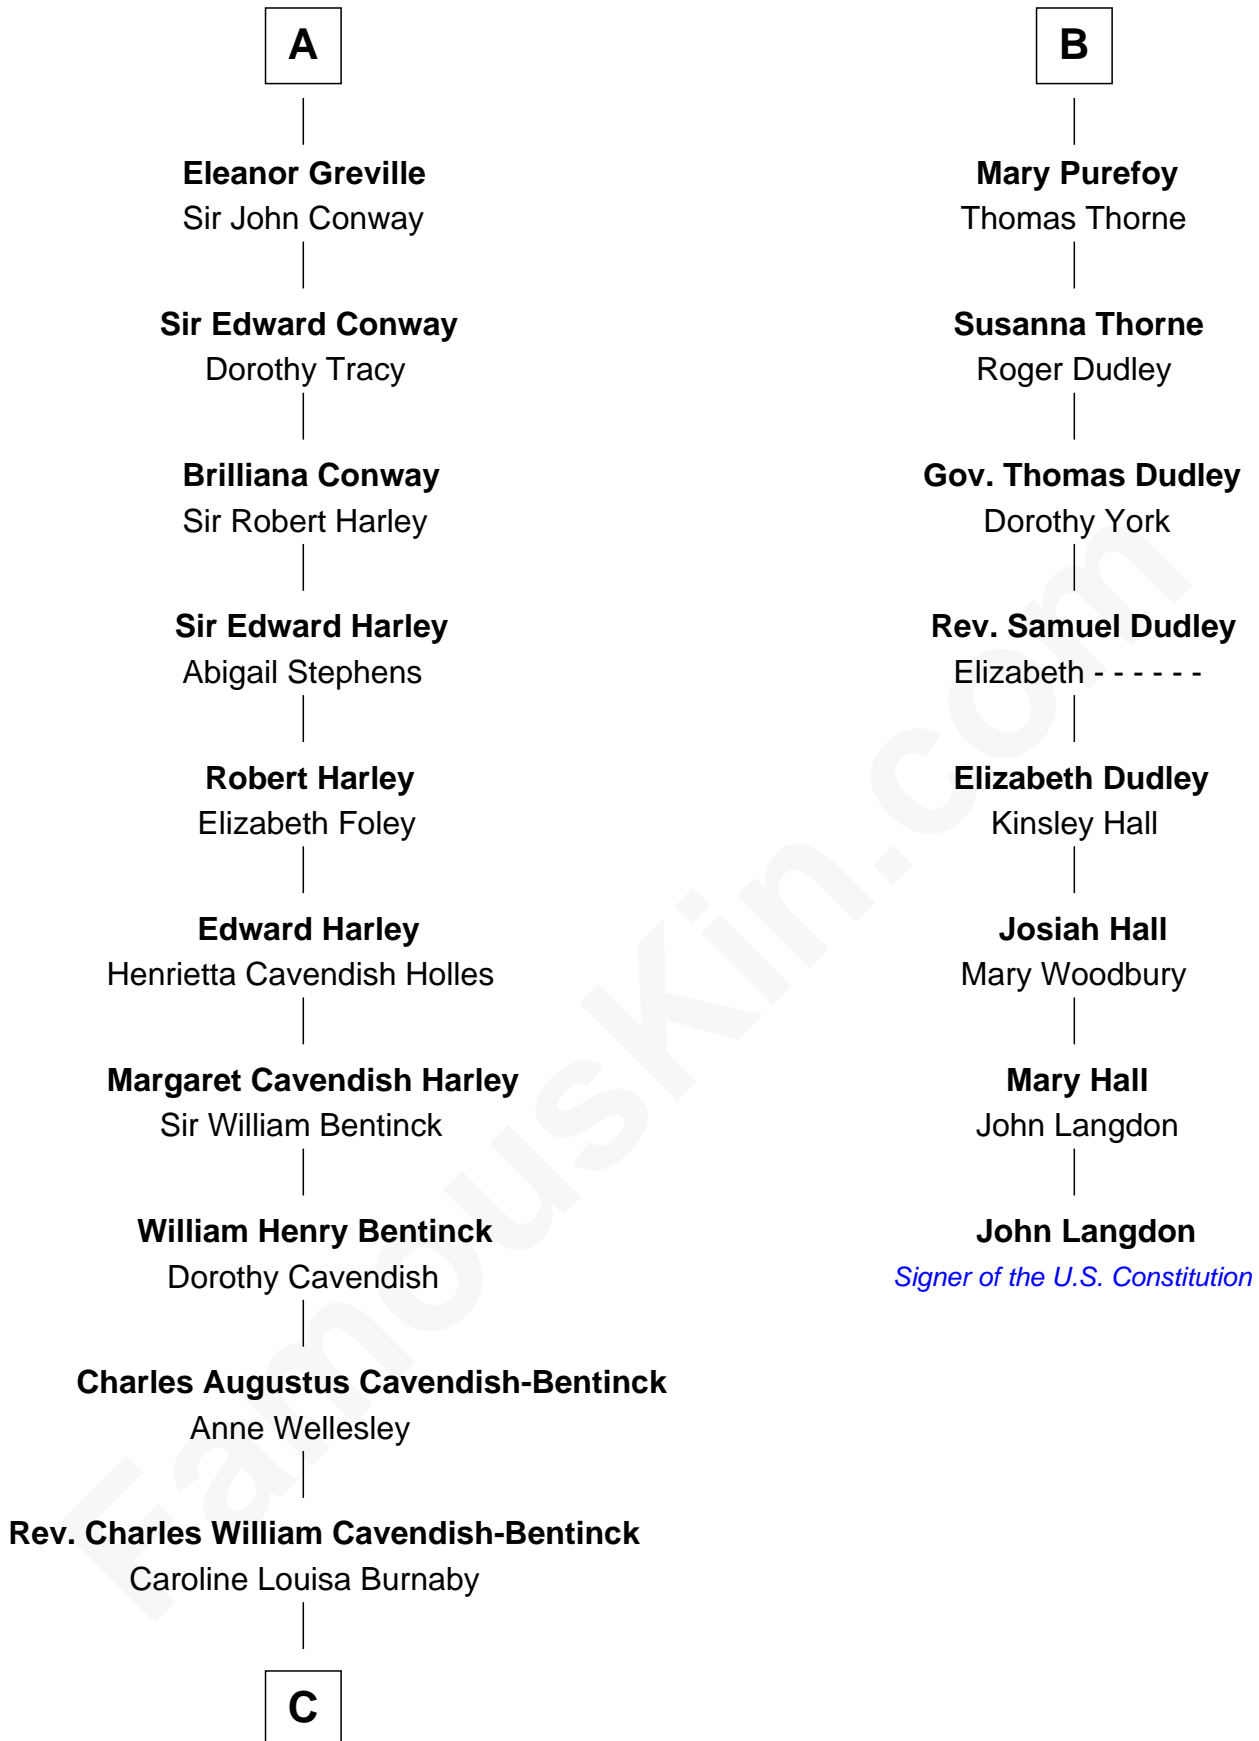 A
Eleanor Greville
Sir John Conway
Sir Edward Conway
Dorothy Tracy
Brilliana Conway
Sir Robert Harley
Sir Edward Harley
Abigail Stephens
Robert Harley
Elizabeth Foley
Edward Harley
Henrietta Cavendish Holles
Margaret Cavendish Harley
Sir William Bentinck
William Henry Bentinck
Dorothy Cavendish
Charles Augustus Cavendish-Bentinck
Anne Wellesley
Rev. Charles William Cavendish-Bentinck
Caroline Louisa Burnaby
C
B
Mary Purefoy
Thomas Thorne
Susanna Thorne
Roger Dudley
Gov. Thomas Dudley
Dorothy York
Rev. Samuel Dudley
Elizabeth - - - - - -
Elizabeth Dudley
Kinsley Hall
Josiah Hall
Mary Woodbury
Mary Hall
John Langdon
John Langdon
Signer of the U.S. Constitution
FamousKin.com